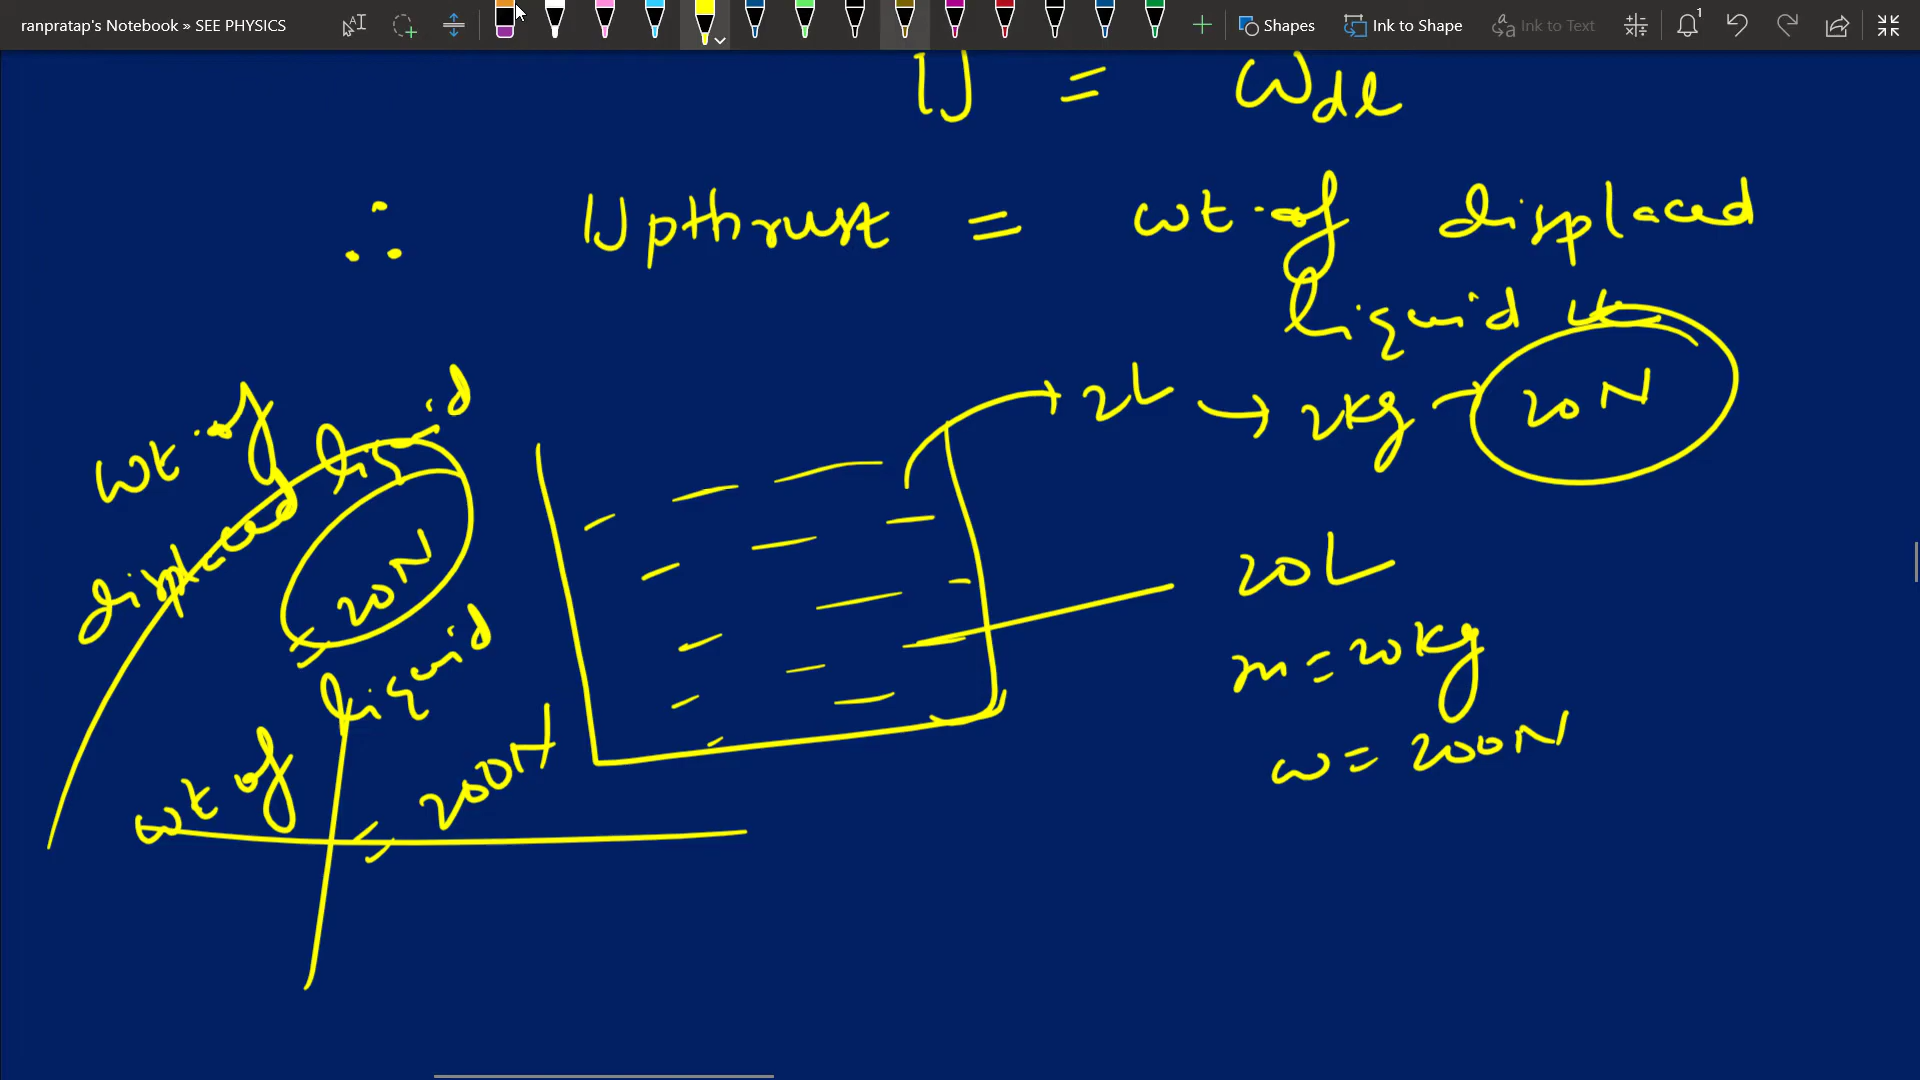 ranpratap's Notebook » SEE PHYSICS
Shapes
Ink to Shape
Ink to Text
1
U = Wdl
∴ Upthrust = wt. of displaced
liquid
2L → 2kg → 20N
wt. of displaced liquid
= 20N
20L
m = 20kg
w = 200N
wt of liquid
= 200N